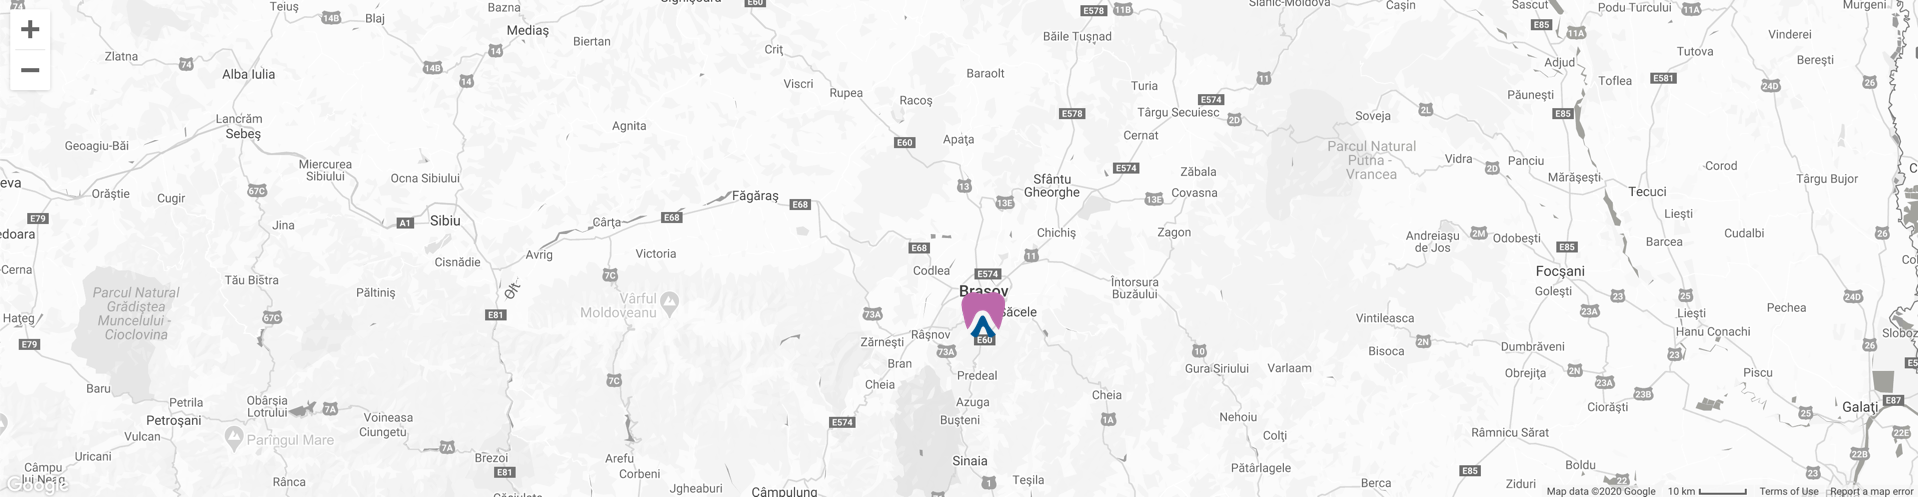 Teiuș
14B
Blaj
Bazna
Sighișoara
E60
E578
11B
Slănic-Moldova
Cașin
Sascut
E85
Podu Turcului
11A
Murgeni
74
Mediaș
Biertan
Criț
Băile Tușnad
11A
Vinderei
Zlatna
74
Alba Iulia
14B
14
14
Viscri
Rupea
Baraolt
Turia
11
Adjud
Toflea
E581
Tutova
Berești
24D
26
Racoș
E574
Păunești
Lancrăm
Sebeș
Agnita
E578
Târgu Secuiesc
2D
2L
Soveja
E85
Geoagiu-Băi
E60
Apața
Cernat
Parcul Natural
Putna -
Vrancea
Miercurea
Sibiului
Ocna Sibiului
E574
Zăbala
Vidra
2D
Panciu
Mărășești
Corod
Târgu Bujor
Orăștie
Cugir
67C
13
Sfântu
Gheorghe
Covasna
13E
13E
Tecuci
E79
Jina
A1
Sibiu
Cârța
E68
Făgăraș
E68
Liești
Chichiș
Zagon
Andreiașu
de Jos
2M
Odobești
E85
Barcea
Cudalbi
26
Cisnădie
Avrig
Victoria
E68
11
Tău Bistra
7C
Codlea
E574
Focșani
Parcul Natural
Grădiștea
Muncelului -
Cioclovina
Păltiniș
Olt
Vârful
Moldoveanu
Brașov
Întorsura
Buzăului
Golești
23
25
24D
Pechea
Hațeg
67C
E81
73A
Săcele
Vintileasca
23A
Liești
Hanu Conachi
E79
Zărnești
Râșnov
E60
73A
10
2N
Bisoca
Dumbrăveni
23
26
Bran
Predeal
Gura Siriului
Varlaam
Obrejița
2N
23A
Piscu
Baru
Petrila
Obârșia
Lotrului
7C
7A
Cheia
Azuga
Cheia
23B
E87
Petroșani
Voineasa
Ciungetu
E574
Bușteni
1A
Nehoiu
Ciorăști
25
Galați
Vulcan
Parîngul Mare
7A
Colți
Râmnicu Sărat
22E
Uricani
Brezoi
Arefu
Sinaia
22B
Câmpu
lui Neag
Rânca
E81
Corbeni
Jgheaburi
Câmpulung
1
Teșila
Pătârlagele
Berca
E85
Ziduri
Boldu
22
23
Google
Map data ©2020 Google
10 km
Terms of Use
Report a map error